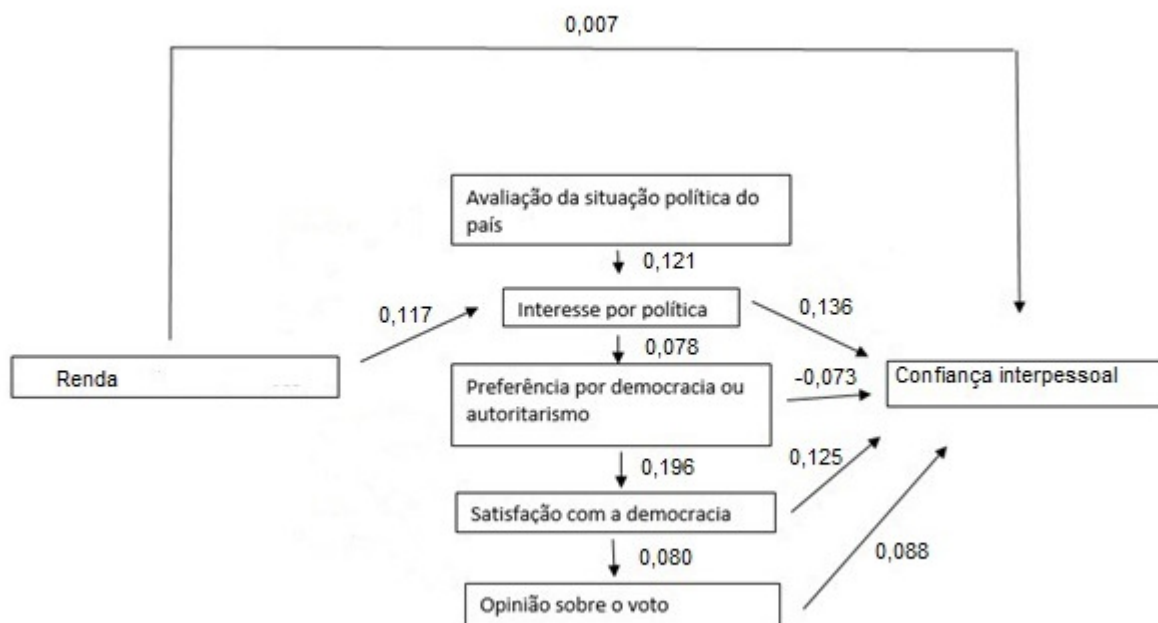 0,007
Avaliação da situação política do
país
0,121
Interesse por política
0,117
0,136
0,078
Renda
Preferência por democracia ou
autoritarismo
-0,073
Confiança interpessoal
0,196
0,125
Satisfação com a democracia
0,080
0,088
Opinião sobre o voto